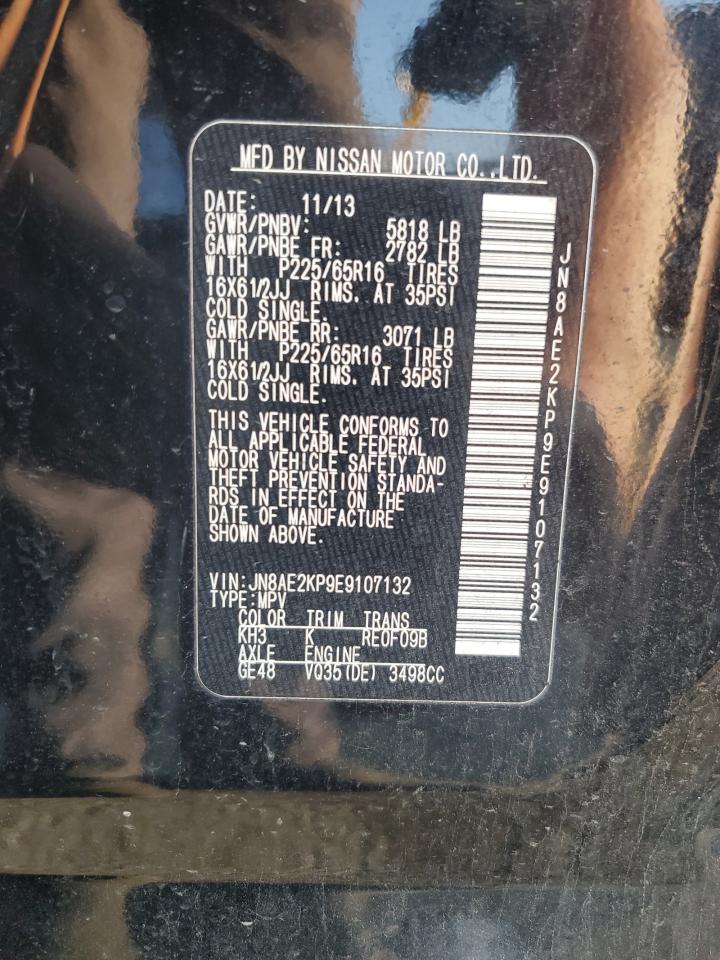 MFD BY NISSAN MOTOR CO.,LTD.
DATE: 11/13
GVWR/PNBV: 5818 LB
GAWR/PNBE FR: 2782 LB
WITH P225/65R16 TIRES
16X61/2JJ RIMS. AT 35PSI
COLD SINGLE.
GAWR/PNBE RR: 3071 LB
WITH P225/65R16 TIRES
16X61/2JJ RIMS. AT 35PSI
COLD SINGLE.
THIS VEHICLE CONFORMS TO
ALL APPLICABLE FEDERAL
MOTOR VEHICLE SAFETY AND
THEFT PREVENTION STANDA-
RDS IN EFFECT ON THE
DATE OF MANUFACTURE
SHOWN ABOVE.
VIN:JN8AE2KP9E9107132
TYPE:MPV
COLOR TRIM TRANS
KH3 K RE0F09B
AXLE ENGINE
GE48 VQ35(DE) 3498CC
JN8AE2KP9E9107132